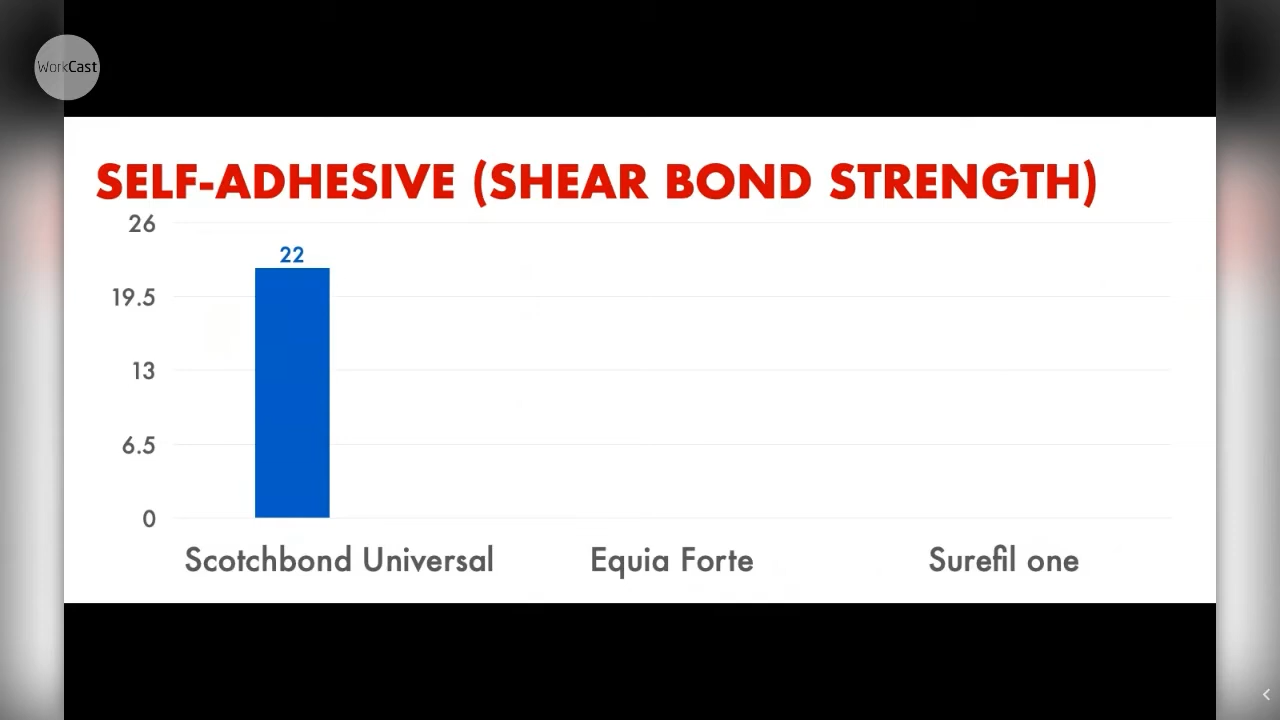 WorkCast
SELF-ADHESIVE (SHEAR BOND STRENGTH)
26
22
19.5
13
6.5
0
Scotchbond Universal
Equia Forte
Surefil one